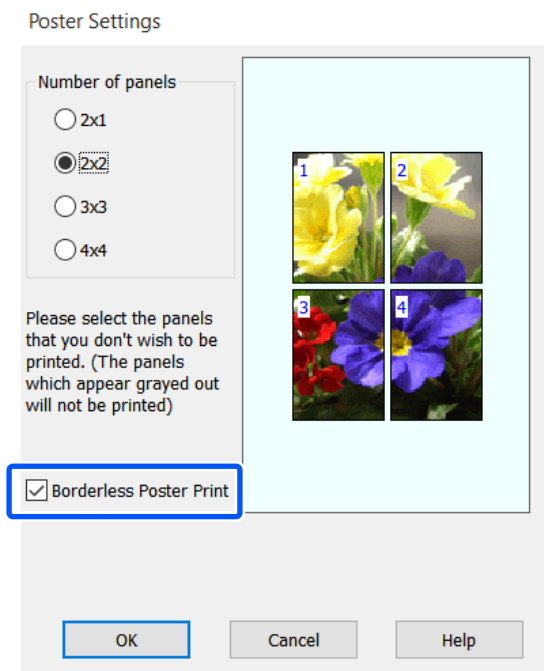 Poster Settings
Number of panels
2x1
2x2
3x3
4x4
Please select the panels
that you don't wish to be
printed. (The panels
which appear grayed out
will not be printed)
Borderless Poster Print
1
2
3
4
OK
Cancel
Help